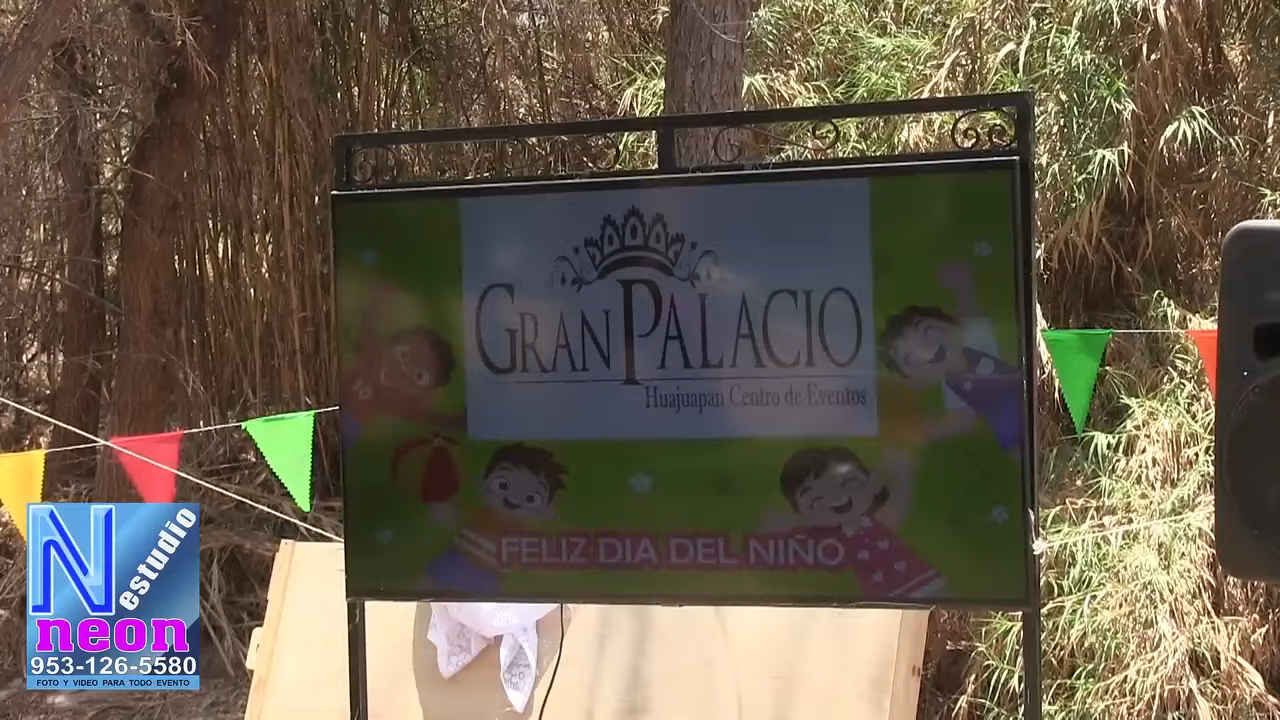 GRAN PALACIO
Huajuapan Centro de Eventos
FELIZ DIA DEL NIÑO
N estudio
neon
953-126-5580
FOTO Y VIDEO PARA TODO EVENTO